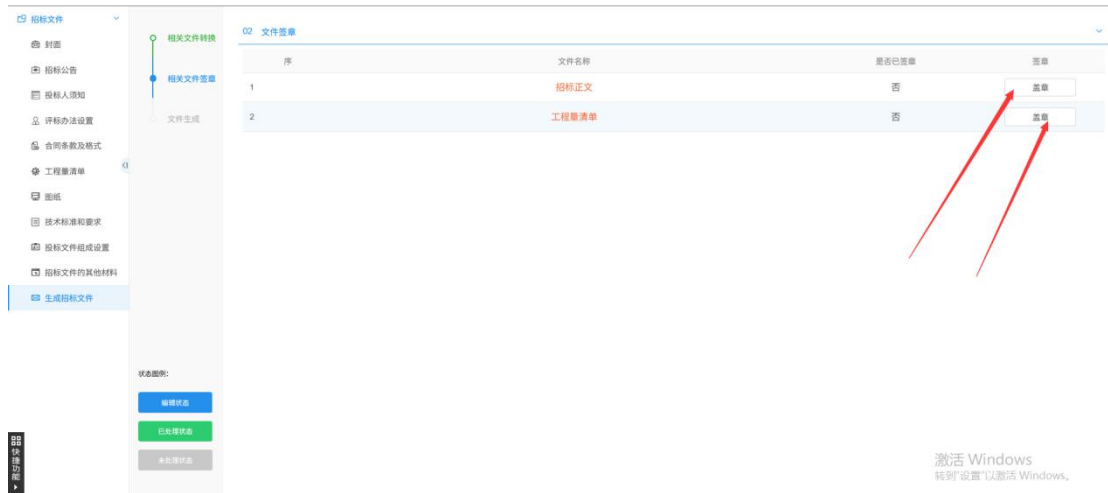 招标文件
封面
招标公告
投标人须知
评标办法设置
合同条款及格式
工程量清单
图纸
技术标准和要求
投标文件组成设置
招标文件的其他材料
生成招标文件
快捷功能
相关文件转换
相关文件签章
文件生成
状态图例：
编辑状态
已处理状态
未处理状态
02 文件签章
序 文件名称 是否已签章 签章
1 招标正文 否 盖章
2 工程量清单 否 盖章
激活 Windows
转到"设置"以激活 Windows。